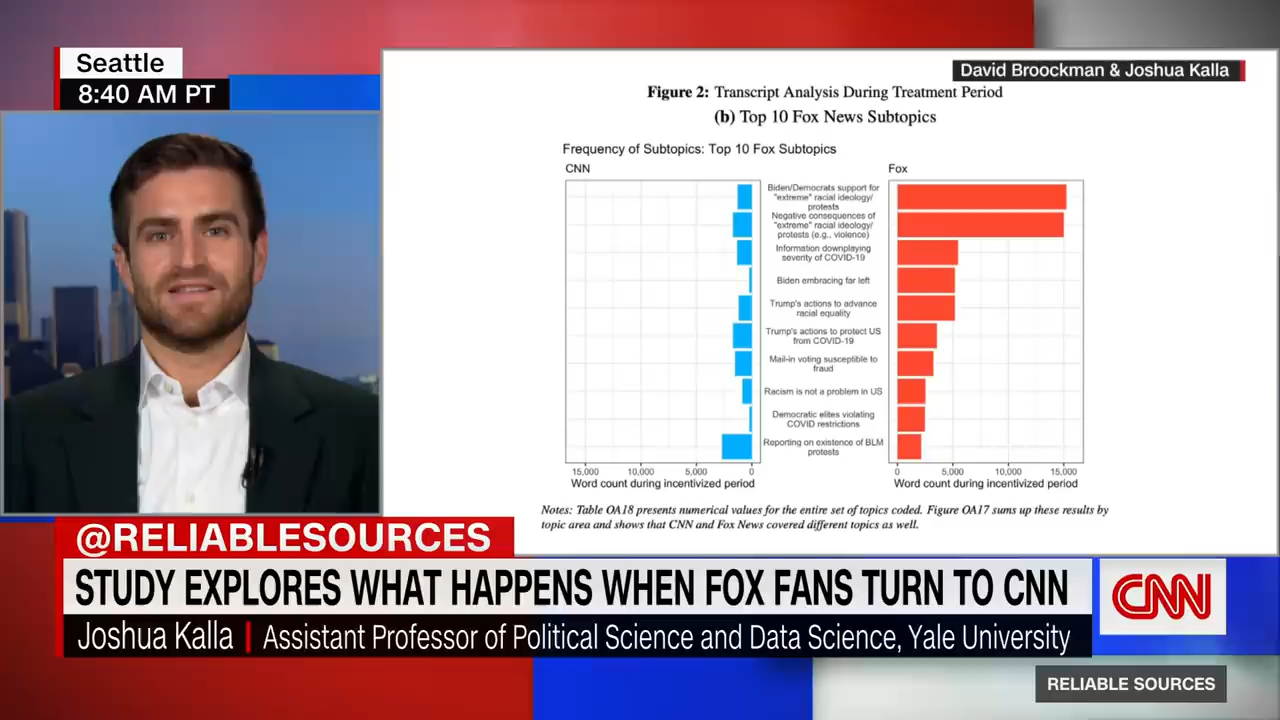 Seattle
8:40 AM PT
David Broockman & Joshua Kalla
Figure 2: Transcript Analysis During Treatment Period
(b) Top 10 Fox News Subtopics
Frequency of Subtopics: Top 10 Fox Subtopics
CNN
Fox
Biden/Democrats support for
"extreme" racial ideology/
protests
Negative consequences of
"extreme" racial ideology/
protests (e.g., violence)
Information downplaying
severity of COVID-19
Biden embracing far left
Trump's actions to advance
racial equality
Trump's actions to protect US
from COVID-19
Mail-in voting susceptible to
fraud
Racism is not a problem in US
Democratic elites violating
COVID restrictions
Reporting on existence of BLM
protests
15,000 10,000 5,000 0
0 5,000 10,000 15,000
Word count during incentivized period
Word count during incentivized period
Notes: Table OA18 presents numerical values for the entire set of topics coded. Figure OA17 sums up these results by
topic area and shows that CNN and Fox News covered different topics as well.
@RELIABLESOURCES
STUDY EXPLORES WHAT HAPPENS WHEN FOX FANS TURN TO CNN
Joshua Kalla | Assistant Professor of Political Science and Data Science, Yale University
CNN
RELIABLE SOURCES